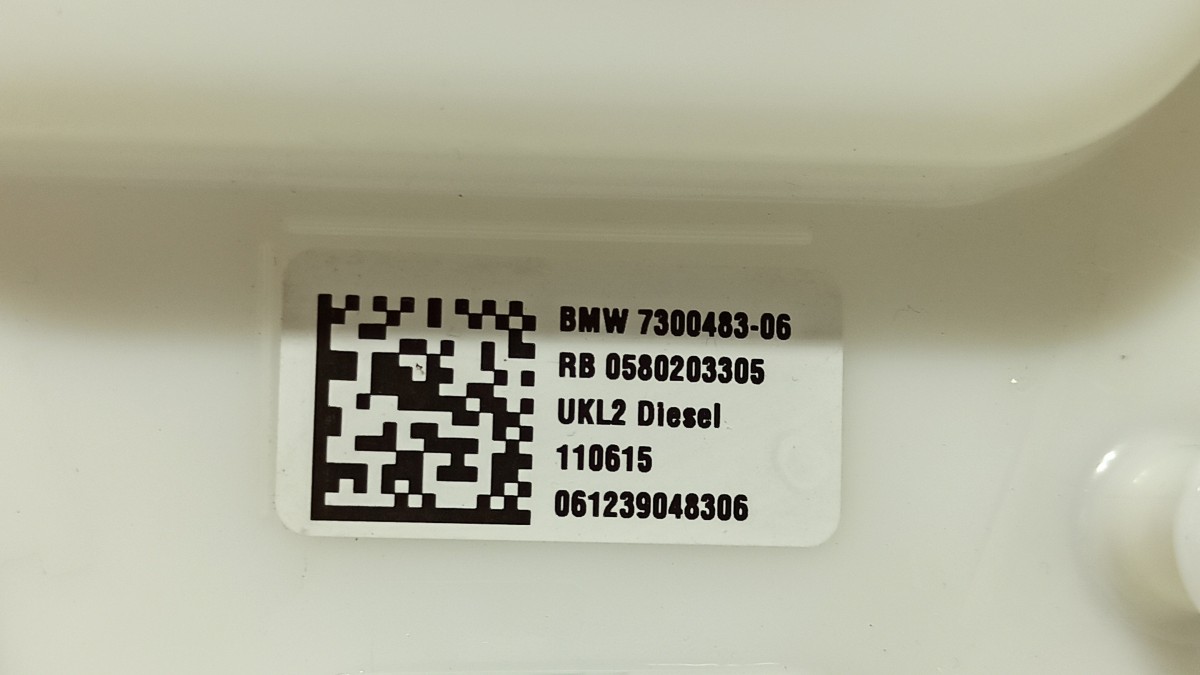 BMW 7300483-06
RB 0580203305
UKL2 Diesel
110615
061239048306